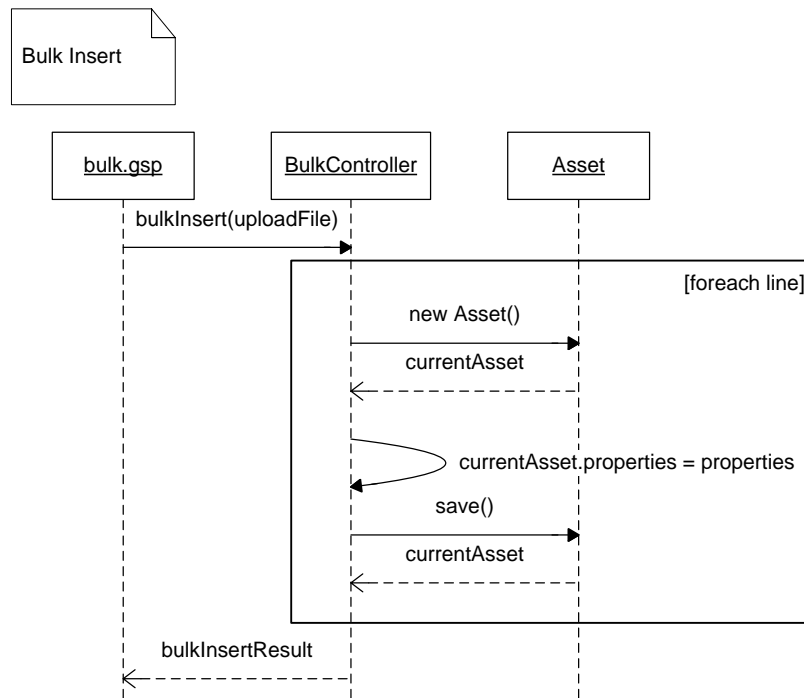 Bulk Insert
bulk.gsp
BulkController
Asset
bulkInsert(uploadFile)
[foreach line]
new Asset()
currentAsset
currentAsset.properties = properties
save()
currentAsset
bulkInsertResult